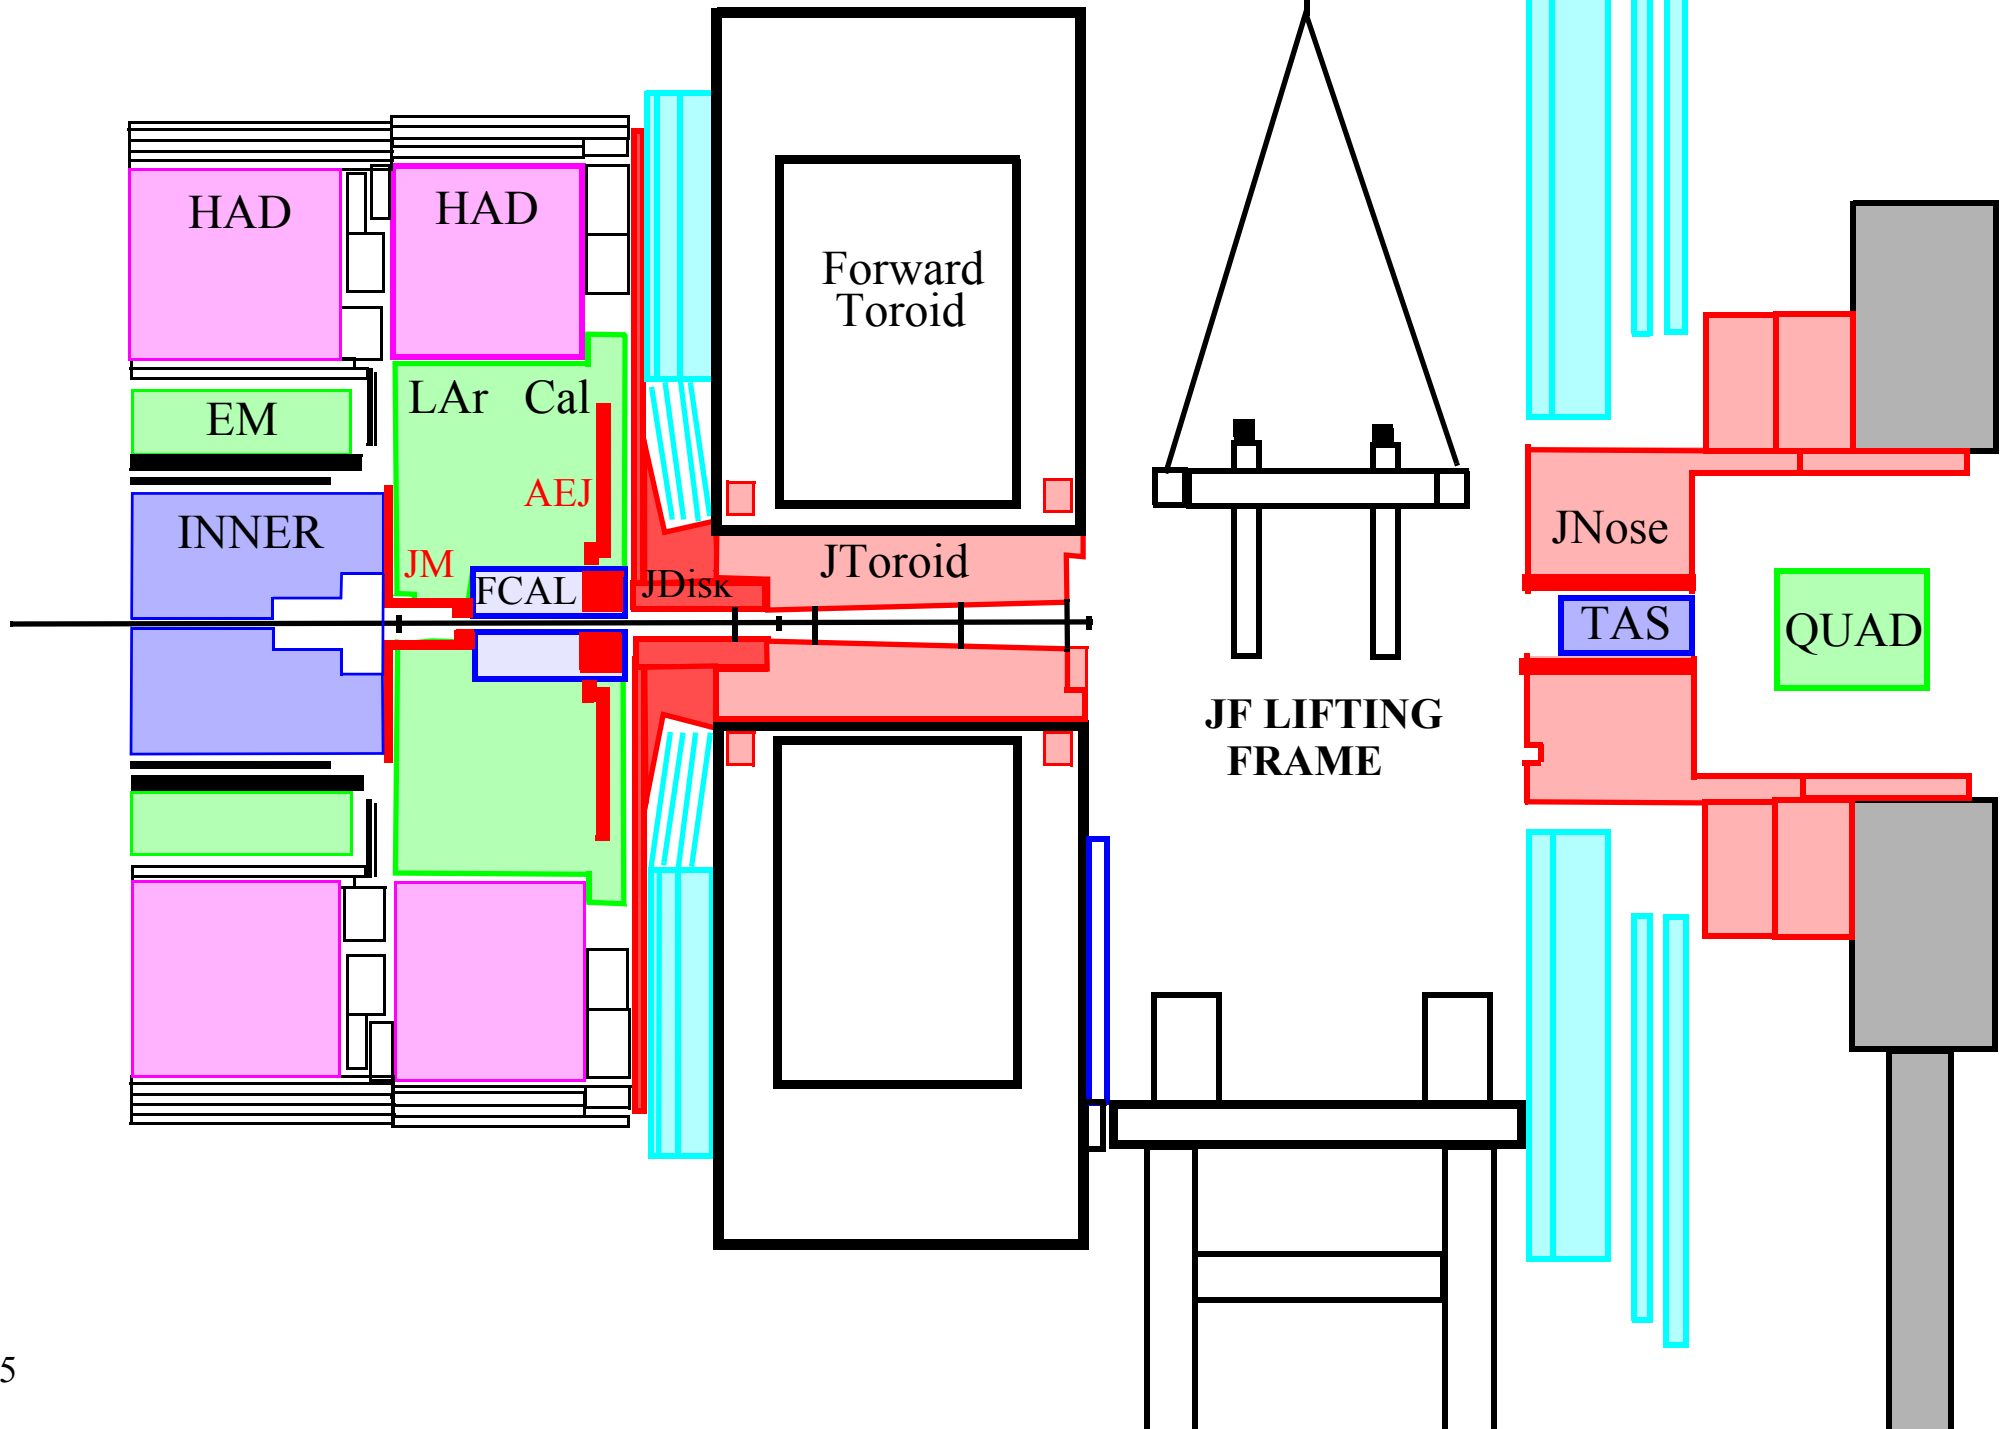 HAD
HAD
Forward
Toroid
LAr Cal
EM
AEJ
INNER
JM
FCAL
JDisk
JToroid
JNose
TAS
QUAD
JF LIFTING
FRAME
5